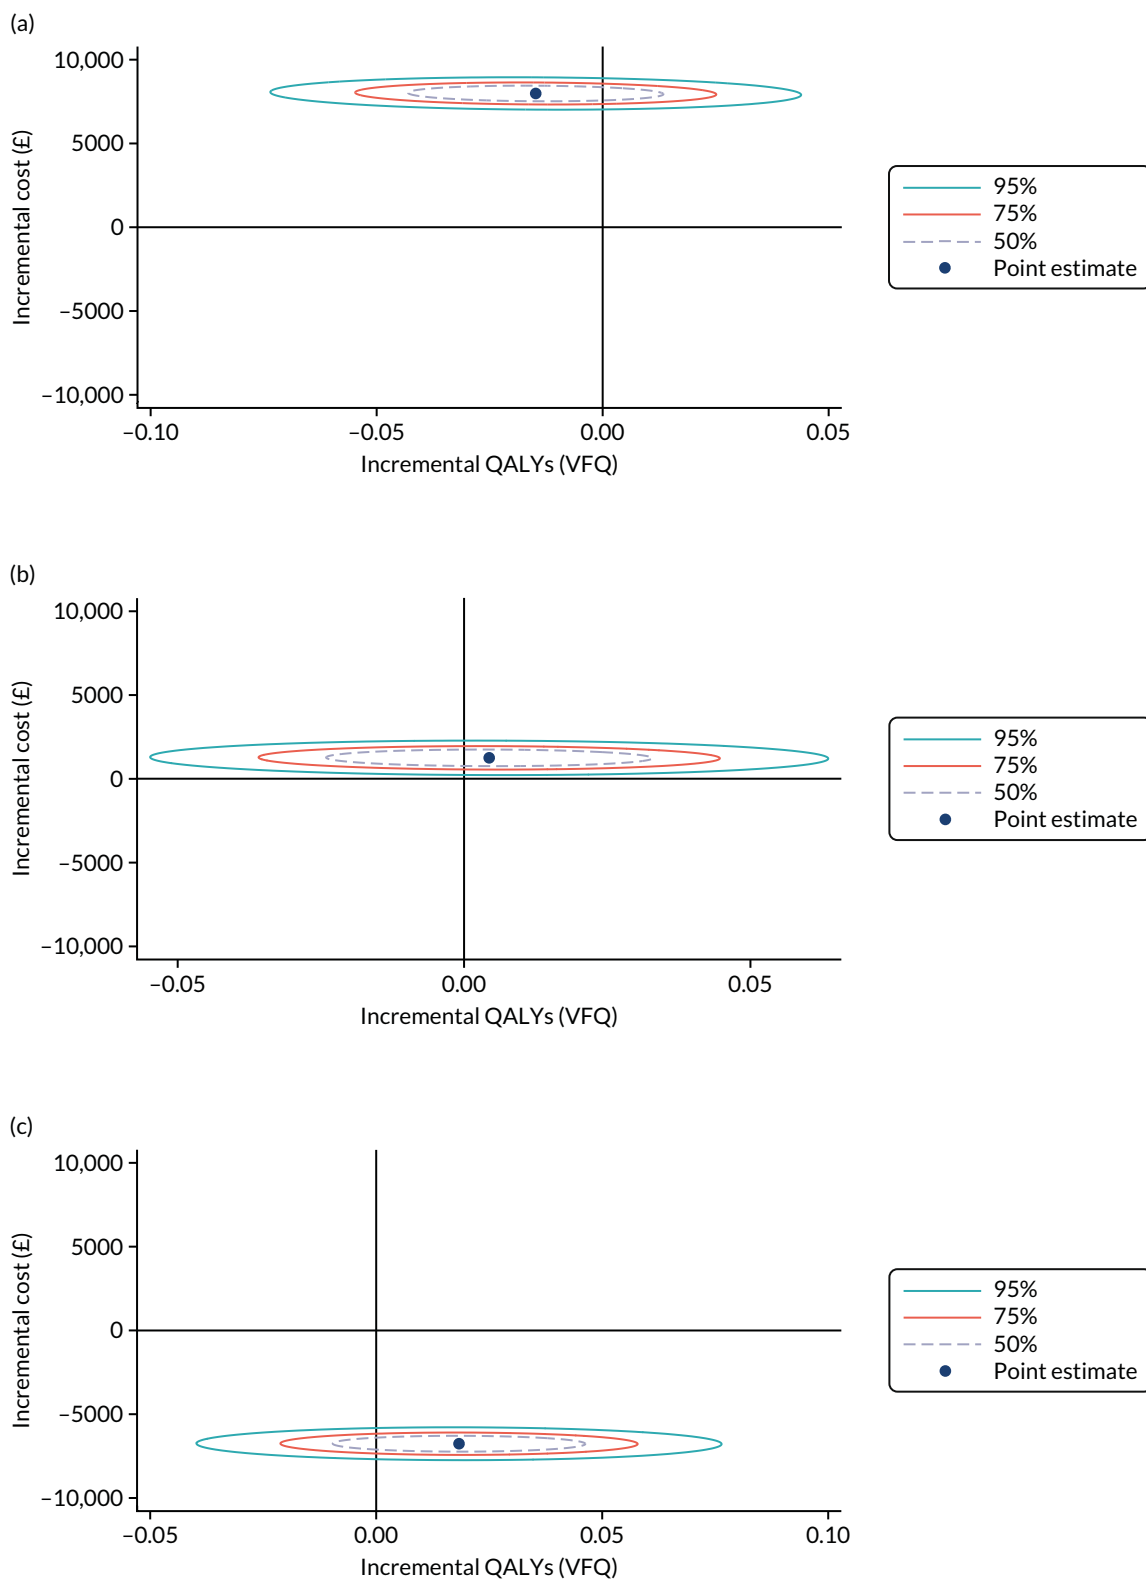 (a)
10,000
5000
0
–5000
–10,000
Incremental cost (£)
–0.10
–0.05
0.00
0.05
Incremental QALYs (VFQ)
95%
75%
50%
Point estimate
(b)
10,000
5000
0
–5000
–10,000
Incremental cost (£)
–0.05
0.00
0.05
Incremental QALYs (VFQ)
95%
75%
50%
Point estimate
(c)
10,000
5000
0
–5000
–10,000
Incremental cost (£)
–0.05
0.00
0.05
0.10
Incremental QALYs (VFQ)
95%
75%
50%
Point estimate